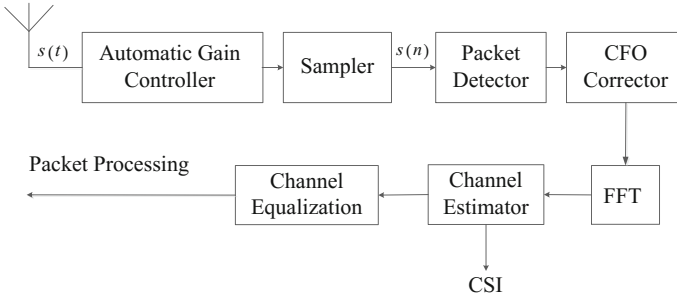 s(t)
Automatic Gain
Controller
Sampler
s(n)
Packet
Detector
CFO
Corrector
Packet Processing
Channel
Equalization
Channel
Estimator
FFT
CSI